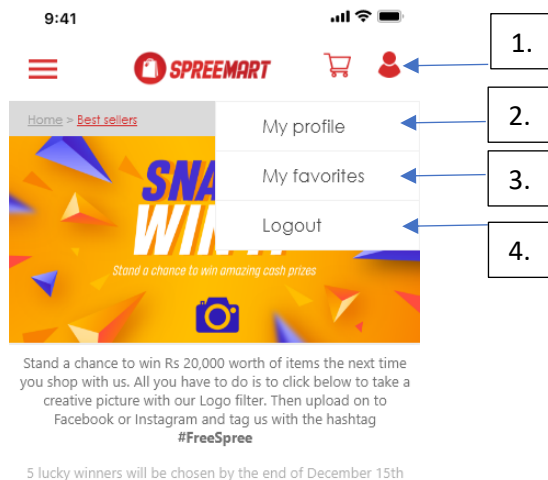 9:41
SPREEMART
1.
Home > Best sellers
My profile
2.
My favorites
3.
Logout
4.
Stand a chance to win amazing cash prizes
Stand a chance to win Rs 20,000 worth of items the next time
you shop with us. All you have to do is to click below to take a
creative picture with our Logo filter. Then upload on to
Facebook or Instagram and tag us with the hashtag
#FreeSpree
5 lucky winners will be chosen by the end of December 15th